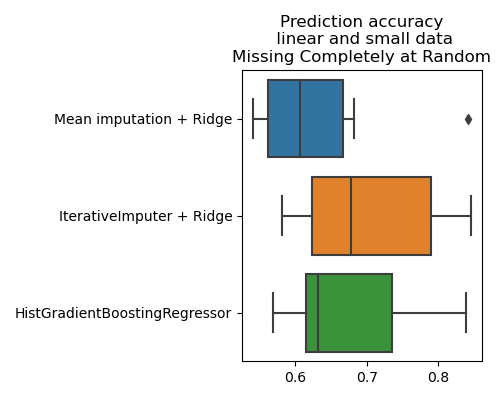 Prediction accuracy
linear and small data
Missing Completely at Random
Mean imputation + Ridge
IterativeImputer + Ridge
HistGradientBoostingRegressor
0.6 0.7 0.8